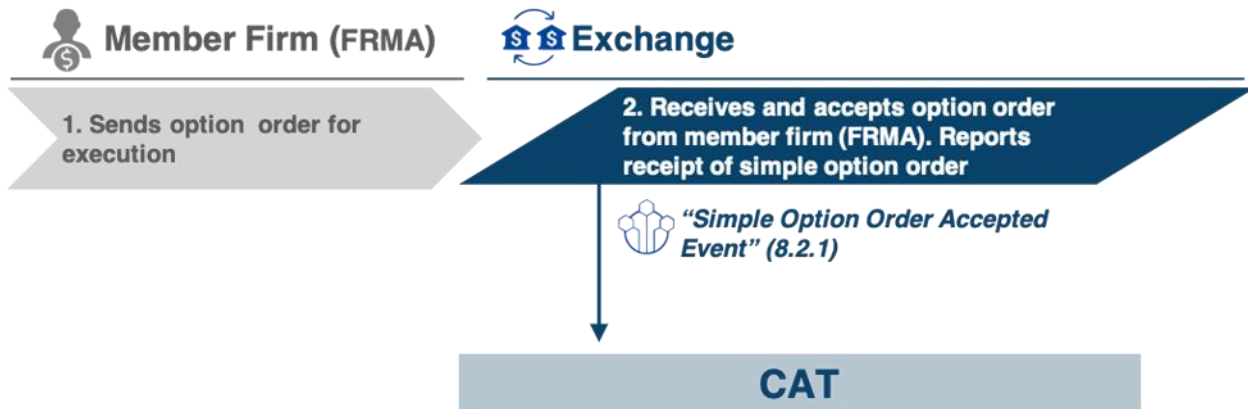 Member Firm (FRMA)
Exchange
1. Sends option order for
execution
2. Receives and accepts option order
from member firm (FRMA). Reports
receipt of simple option order
“Simple Option Order Accepted
Event” (8.2.1)
CAT